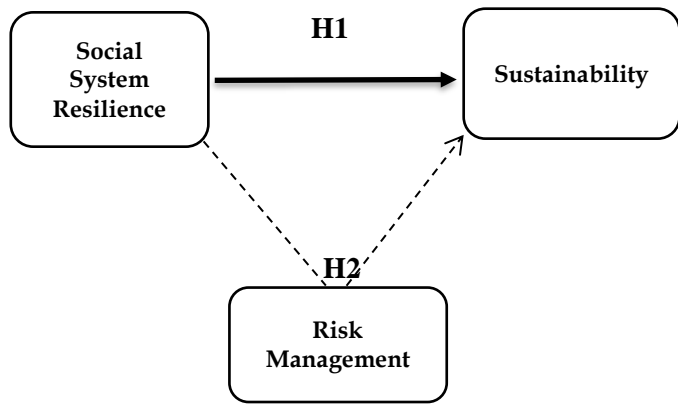 H1
Social
System
Resilience
Sustainability
H2
Risk
Management